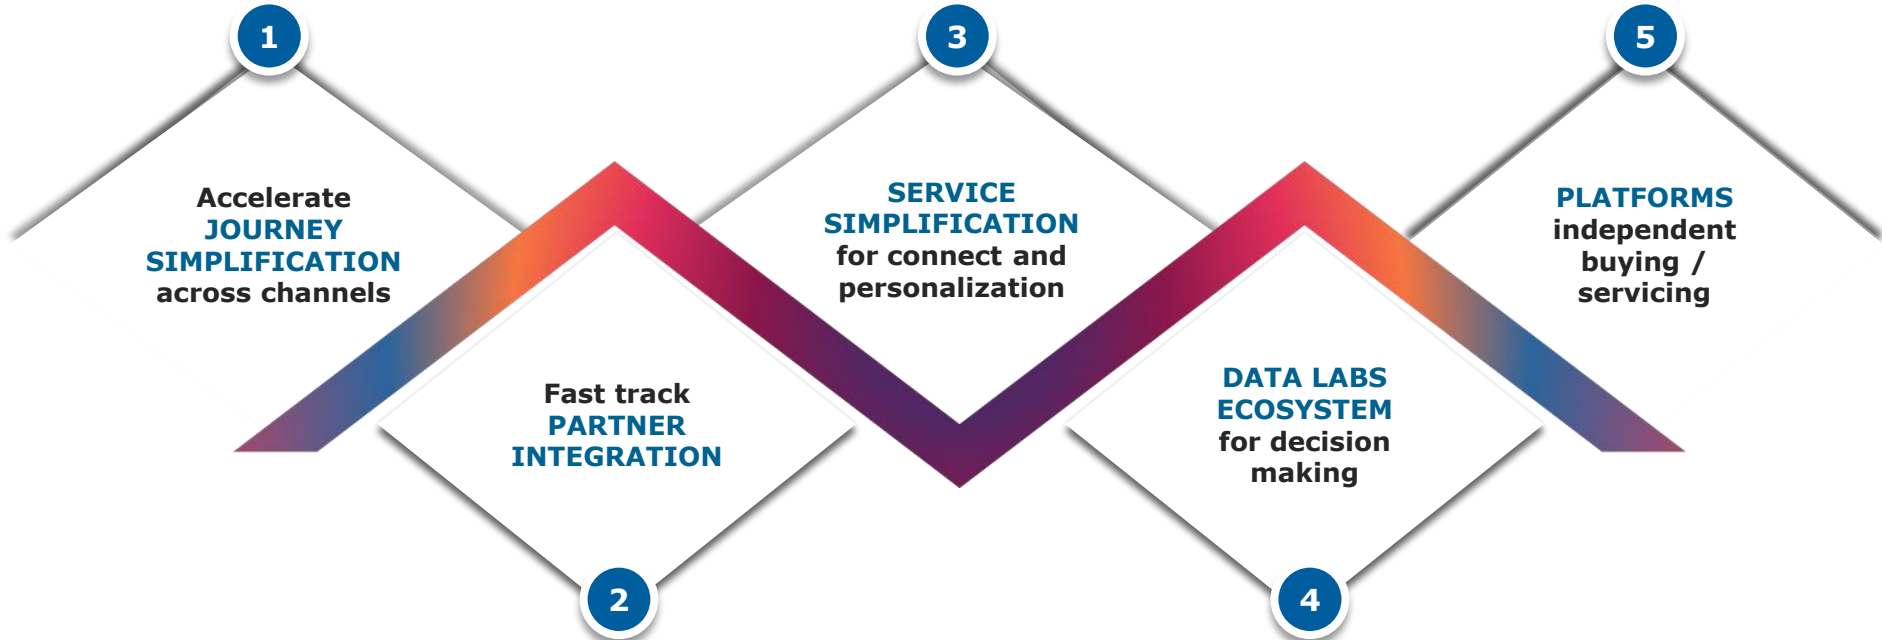 1
Accelerate
JOURNEY
SIMPLIFICATION
across channels
2
Fast track
PARTNER
INTEGRATION
3
SERVICE
SIMPLIFICATION
for connect and
personalization
4
DATA LABS
ECOSYSTEM
for decision
making
5
PLATFORMS
independent
buying /
servicing